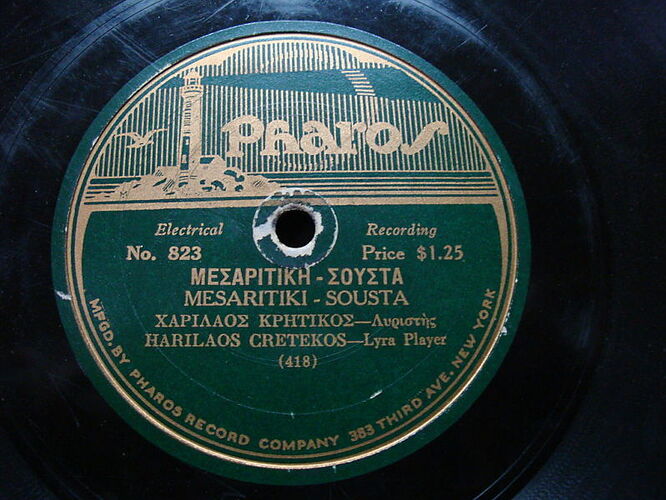 Pharos
Electrical Recording
No. 823 Price $1.25
ΜΕΣΑΡΙΤΙΚΗ - ΣΟΥΣΤΑ
MESARITIKI - SOUSTA
ΧΑΡΙΛΑΟΣ ΚΡΗΤΙΚΟΣ—Λυριστὴς
HARILAOS CRETEKOS—Lyra Player
(418)
MFGD. BY PHAROS RECORD COMPANY 353 THIRD AVE. NEW YORK